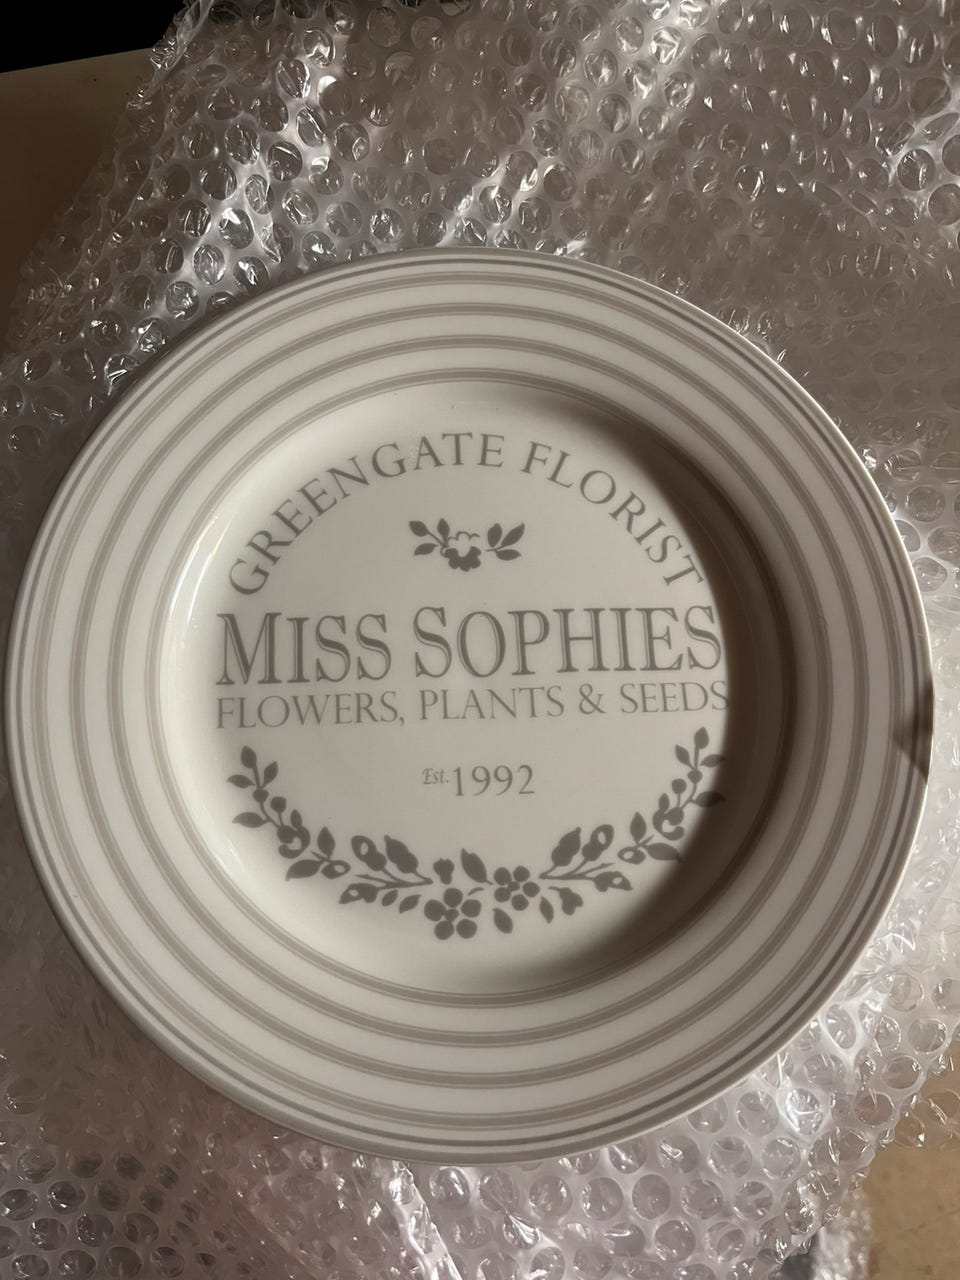 GREENGATE FLORIST
MISS SOPHIES
FLOWERS, PLANTS & SEEDS
Est. 1992